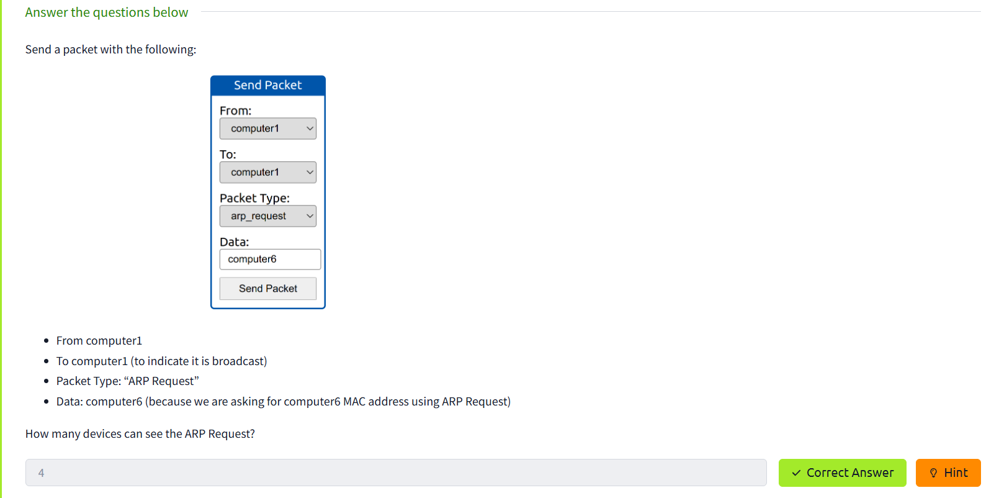 Answer the questions below
Send a packet with the following:
Send Packet
From:
computer1
To:
computer1
Packet Type:
arp_request
Data:
computer6
Send Packet
• From computer1
• To computer1 (to indicate it is broadcast)
• Packet Type: “ARP Request”
• Data: computer6 (because we are asking for computer6 MAC address using ARP Request)
How many devices can see the ARP Request?
4
✓ Correct Answer
Hint